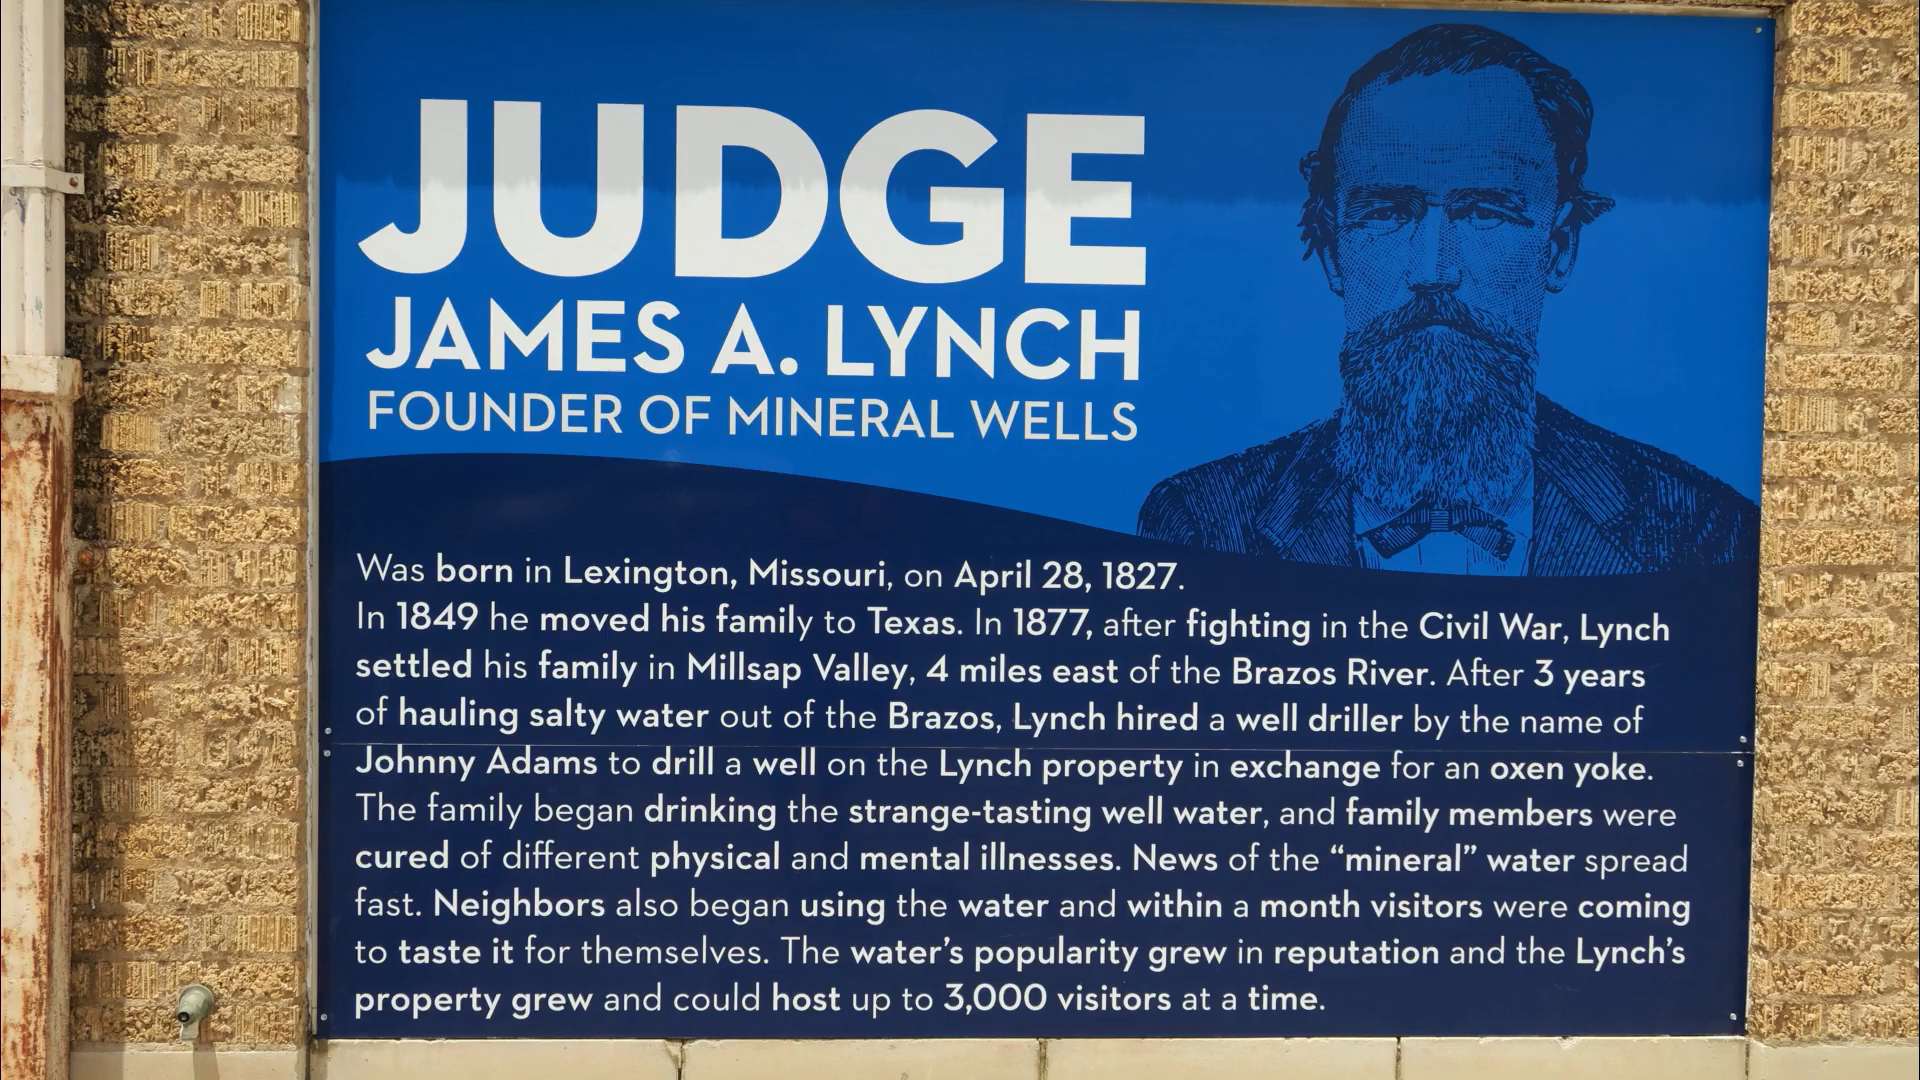 JUDGE
JAMES A. LYNCH
FOUNDER OF MINERAL WELLS
Was born in Lexington, Missouri, on April 28, 1827.
In 1849 he moved his family to Texas. In 1877, after fighting in the Civil War, Lynch
settled his family in Millsap Valley, 4 miles east of the Brazos River. After 3 years
of hauling salty water out of the Brazos, Lynch hired a well driller by the name of
Johnny Adams to drill a well on the Lynch property in exchange for an oxen yoke.
The family began drinking the strange-tasting well water, and family members were
cured of different physical and mental illnesses. News of the “mineral” water spread
fast. Neighbors also began using the water and within a month visitors were coming
to taste it for themselves. The water’s popularity grew in reputation and the Lynch’s
property grew and could host up to 3,000 visitors at a time.